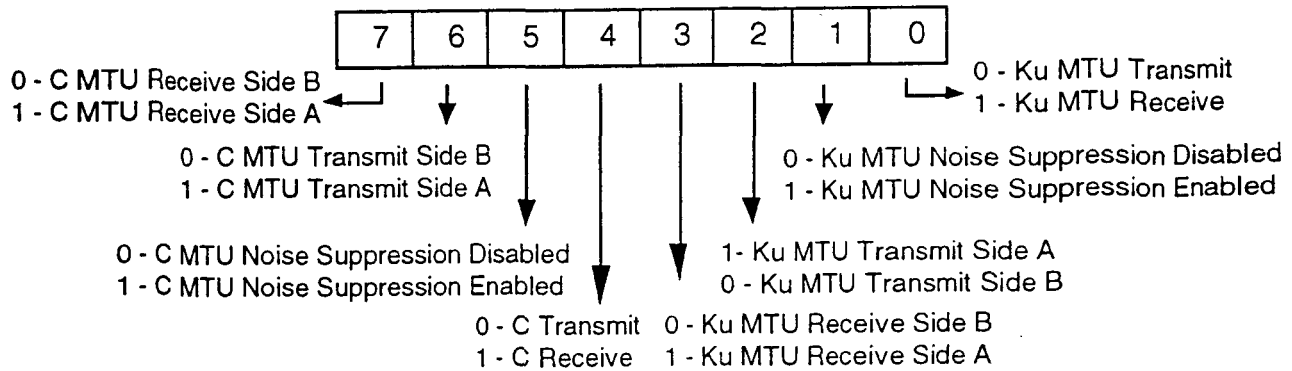 7 6 5 4 3 2 1 0
0 - C MTU Receive Side B
1 - C MTU Receive Side A
0 - Ku MTU Transmit
1 - Ku MTU Receive
0 - C MTU Transmit Side B
1 - C MTU Transmit Side A
0 - Ku MTU Noise Suppression Disabled
1 - Ku MTU Noise Suppression Enabled
0 - C MTU Noise Suppression Disabled
1 - C MTU Noise Suppression Enabled
1- Ku MTU Transmit Side A
0 - Ku MTU Transmit Side B
0 - C Transmit
1 - C Receive
0 - Ku MTU Receive Side B
1 - Ku MTU Receive Side A